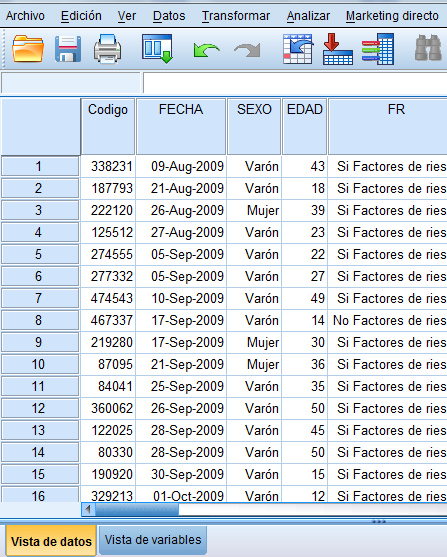 Archivo Edición Ver Datos Transformar Analizar Marketing directo
Codigo FECHA SEXO EDAD FR
1 338231 09-Aug-2009 Varón 43 Si Factores de ries
2 187793 21-Aug-2009 Varón 18 Si Factores de ries
3 222120 26-Aug-2009 Mujer 39 Si Factores de ries
4 125512 27-Aug-2009 Varón 23 Si Factores de ries
5 274555 05-Sep-2009 Varón 22 Si Factores de ries
6 277332 05-Sep-2009 Varón 27 Si Factores de ries
7 474543 10-Sep-2009 Varón 49 Si Factores de ries
8 467337 17-Sep-2009 Varón 14 No Factores de ries
9 219280 17-Sep-2009 Mujer 30 Si Factores de ries
10 87095 21-Sep-2009 Mujer 36 Si Factores de ries
11 84041 25-Sep-2009 Varón 35 Si Factores de ries
12 360062 26-Sep-2009 Varón 50 Si Factores de ries
13 122025 28-Sep-2009 Varón 45 Si Factores de ries
14 80330 28-Sep-2009 Varón 50 Si Factores de ries
15 190920 30-Sep-2009 Varón 15 Si Factores de ries
16 329213 01-Oct-2009 Varón 12 Si Factores de ries
Vista de datos Vista de variables